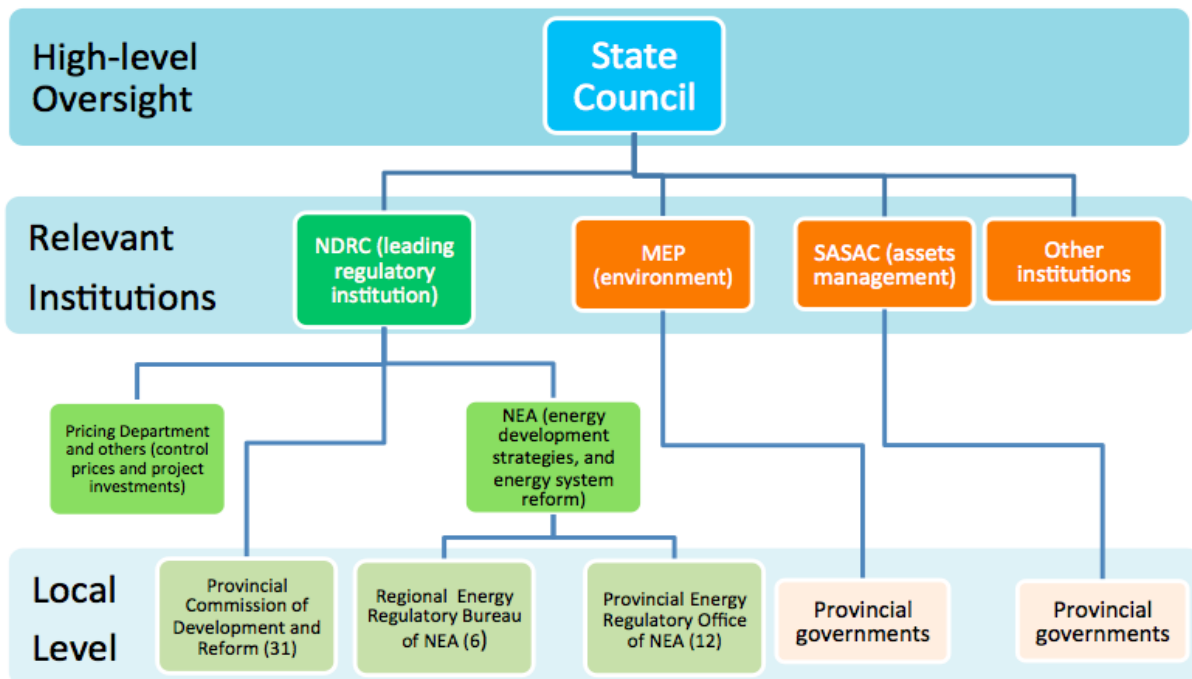 High-level
Oversight
State
Council
Relevant
Institutions
NDRC (leading
regulatory
institution)
MEP
(environment)
SASAC (assets
management)
Other
institutions
Pricing Department
and others (control
prices and project
investments)
NEA (energy
development
strategies, and
energy system
reform)
Local
Level
Provincial
Commission of
Development and
Reform (31)
Regional Energy
Regulatory Bureau
of NEA (6)
Provincial Energy
Regulatory Office
of NEA (12)
Provincial
governments
Provincial
governments